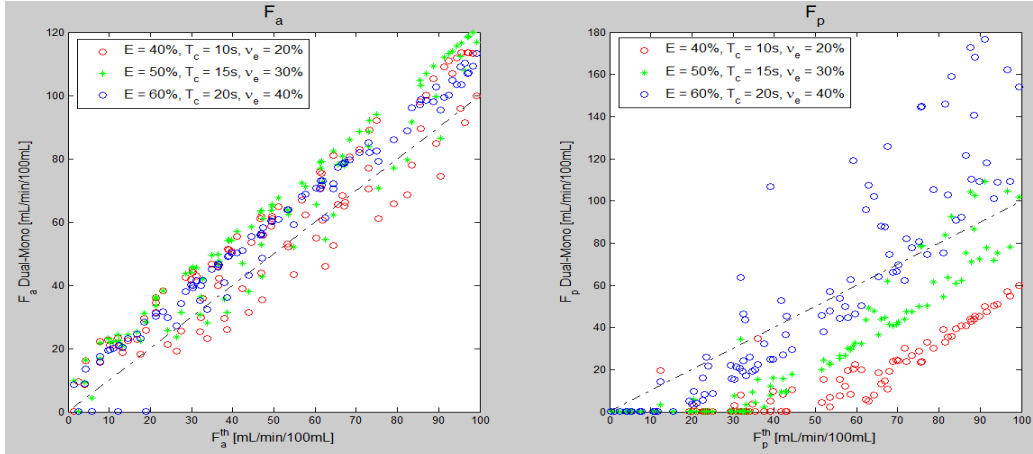 F_a
E = 40%, T_c = 10s, ν_e = 20%
E = 50%, T_c = 15s, ν_e = 30%
E = 60%, T_c = 20s, ν_e = 40%
F_a Dual-Mono [mL/min/100mL]
120
100
80
60
40
20
0
0 10 20 30 40 50 60 70 80 90 100
F_a^th [mL/min/100mL]
F_p
E = 40%, T_c = 10s, ν_e = 20%
E = 50%, T_c = 15s, ν_e = 30%
E = 60%, T_c = 20s, ν_e = 40%
F_p Dual-Mono [mL/min/100mL]
180
160
140
120
100
80
60
40
20
0
0 10 20 30 40 50 60 70 80 90 100
F_p^th [mL/min/100mL]